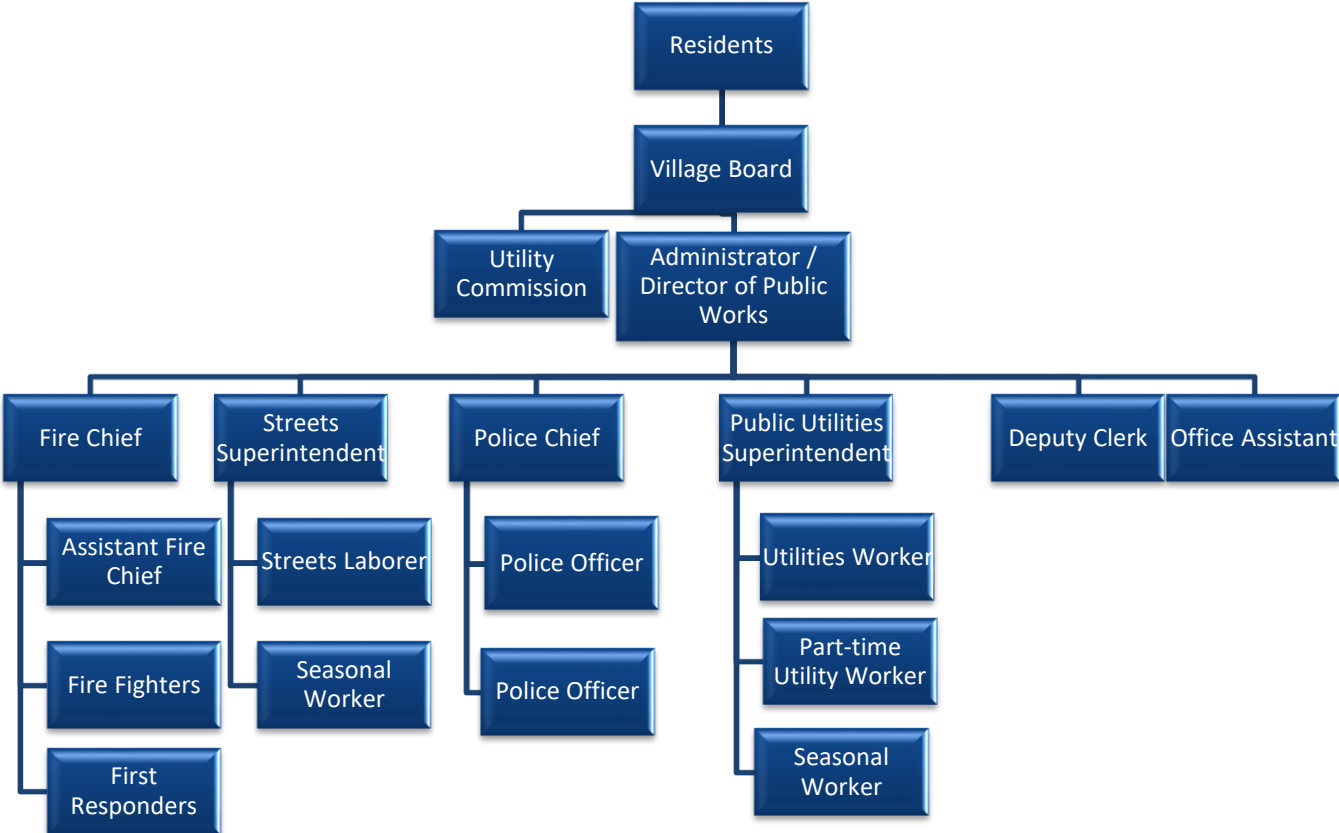 Residents
Village Board
Utility
Commission
Administrator /
Director of Public
Works
Fire Chief
Streets
Superintendent
Police Chief
Public Utilities
Superintendent
Deputy Clerk
Office Assistant
Assistant Fire
Chief
Fire Fighters
First
Responders
Streets Laborer
Seasonal
Worker
Police Officer
Police Officer
Utilities Worker
Part-time
Utility Worker
Seasonal
Worker